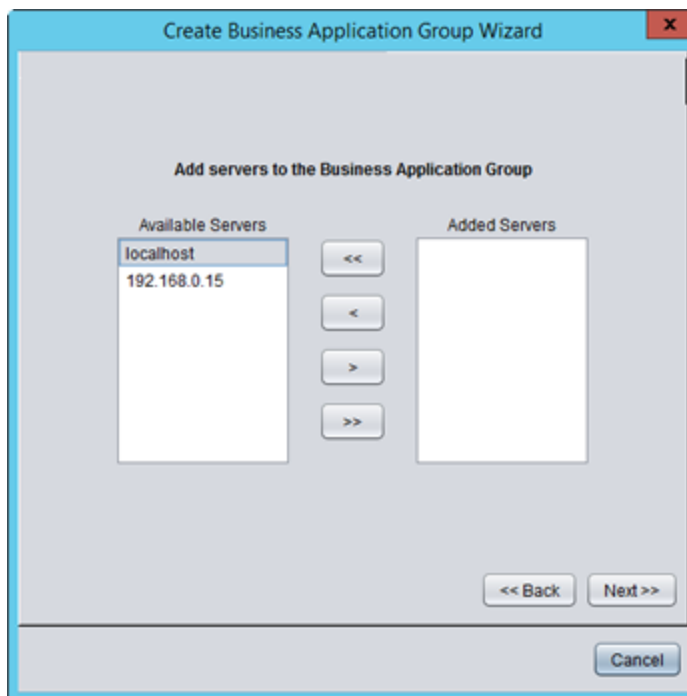 Create Business Application Group Wizard
x
Add servers to the Business Application Group
Available Servers
Added Servers
localhost
192.168.0.15
<<
<
>
>>
<< Back
Next >>
Cancel